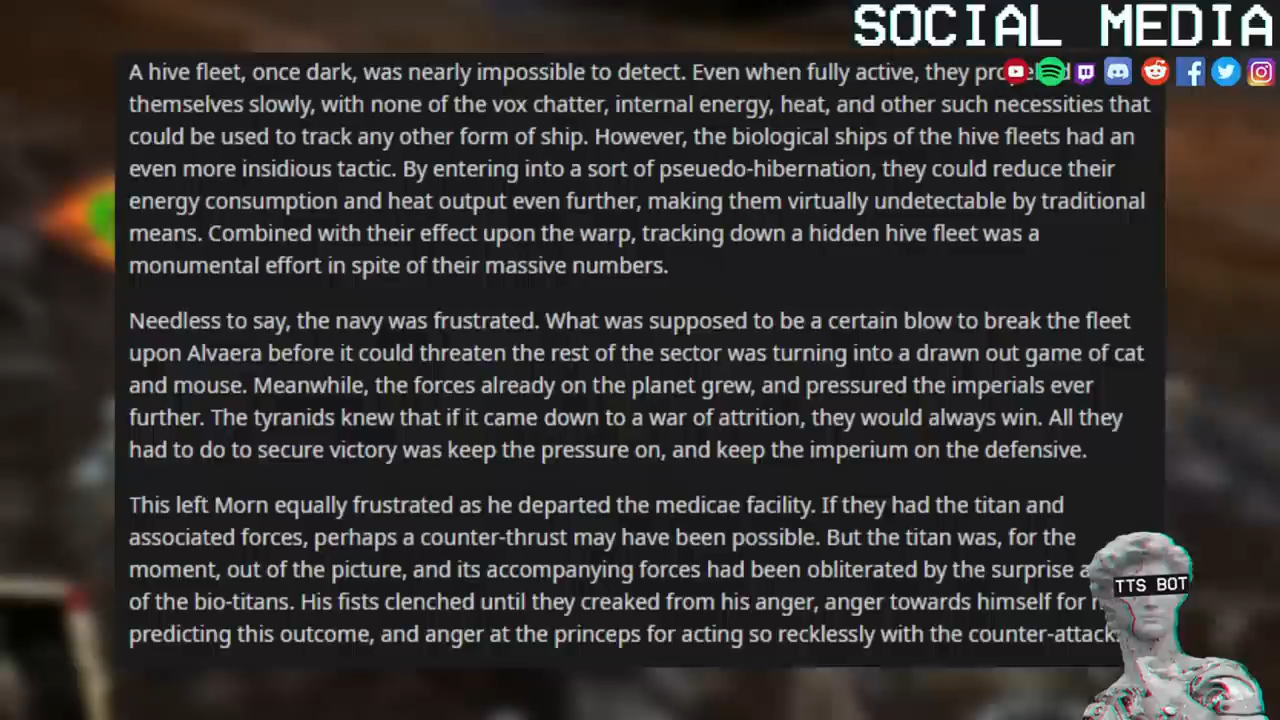 SOCIAL MEDIA
A hive fleet, once dark, was nearly impossible to detect. Even when fully active, they
themselves slowly, with none of the vox chatter, internal energy, heat, and other such necessities that
could be used to track any other form of ship. However, the biological ships of the hive fleets had an
even more insidious tactic. By entering into a sort of pseuedo-hibernation, they could reduce their
energy consumption and heat output even further, making them virtually undetectable by traditional
means. Combined with their effect upon the warp, tracking down a hidden hive fleet was a
monumental effort in spite of their massive numbers.
Needless to say, the navy was frustrated. What was supposed to be a certain blow to break the fleet
upon Alvaera before it could threaten the rest of the sector was turning into a drawn out game of cat
and mouse. Meanwhile, the forces already on the planet grew, and pressured the imperials ever
further. The tyranids knew that if it came down to a war of attrition, they would always win. All they
had to do to secure victory was keep the pressure on, and keep the imperium on the defensive.
This left Morn equally frustrated as he departed the medicae facility. If they had the titan and
associated forces, perhaps a counter-thrust may have been possible. But the titan was, for the
moment, out of the picture, and its accompanying forces had been obliterated by the surprise
of the bio-titans. His fists clenched until they creaked from his anger, anger towards himself for
predicting this outcome, and anger at the princeps for acting so recklessly with the counter-attack.
TTS BOT